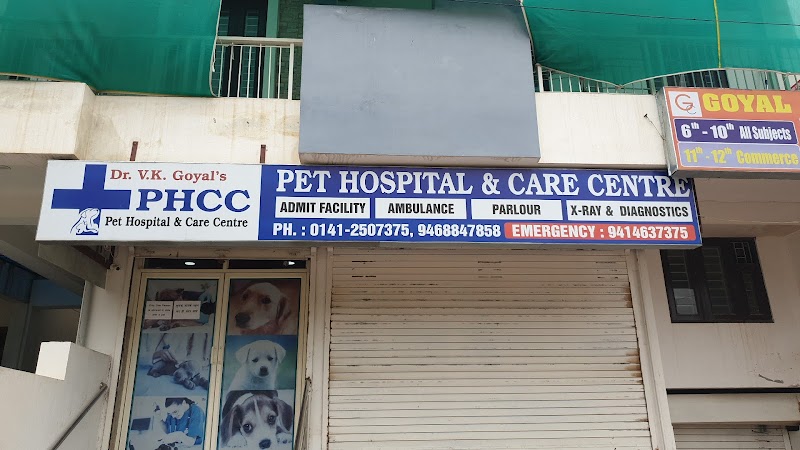 Dr. V.K. Goyal's
PHCC
Pet Hospital & Care Centre
PET HOSPITAL & CARE CENTRE
ADMIT FACILITY AMBULANCE PARLOUR X-RAY & DIAGNOSTICS
PH. : 0141-2507375, 9468847858 EMERGENCY : 9414637375
GOYAL
6th - 10th All Subjects
11th - 12th Commerce